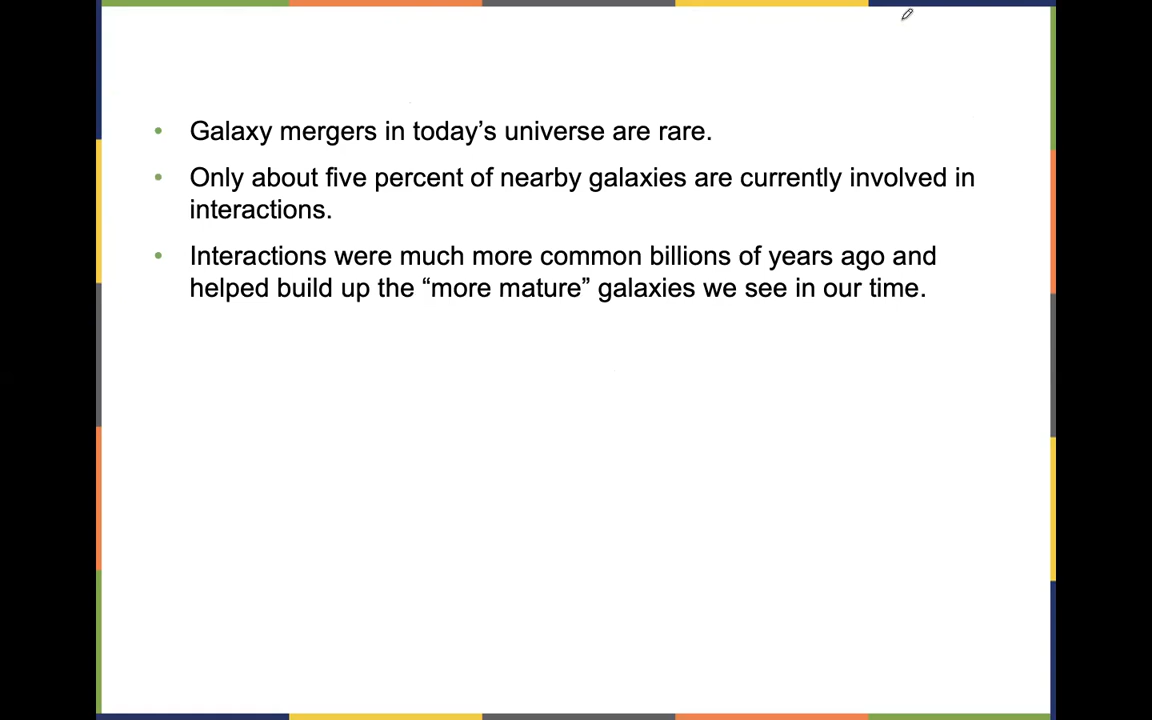 • Galaxy mergers in today’s universe are rare.
• Only about five percent of nearby galaxies are currently involved in
interactions.
• Interactions were much more common billions of years ago and
helped build up the “more mature” galaxies we see in our time.